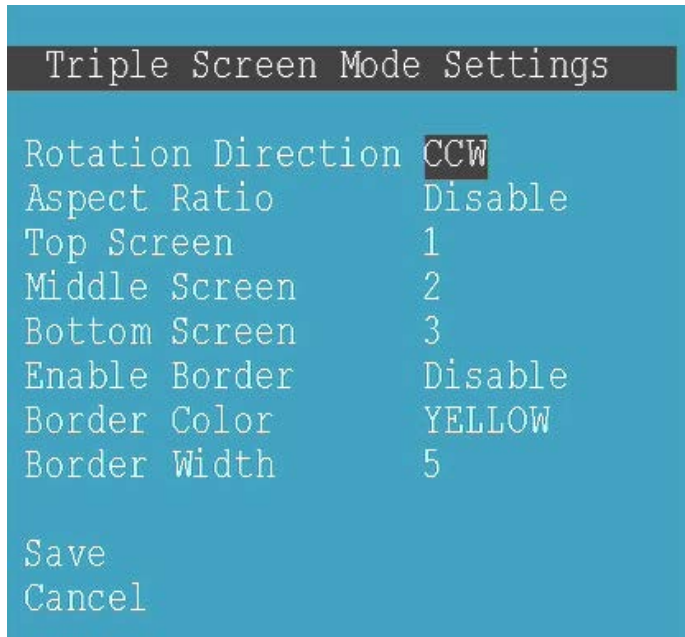 Triple Screen Mode Settings
Rotation Direction CCW
Aspect Ratio Disable
Top Screen 1
Middle Screen 2
Bottom Screen 3
Enable Border Disable
Border Color YELLOW
Border Width 5
Save
Cancel